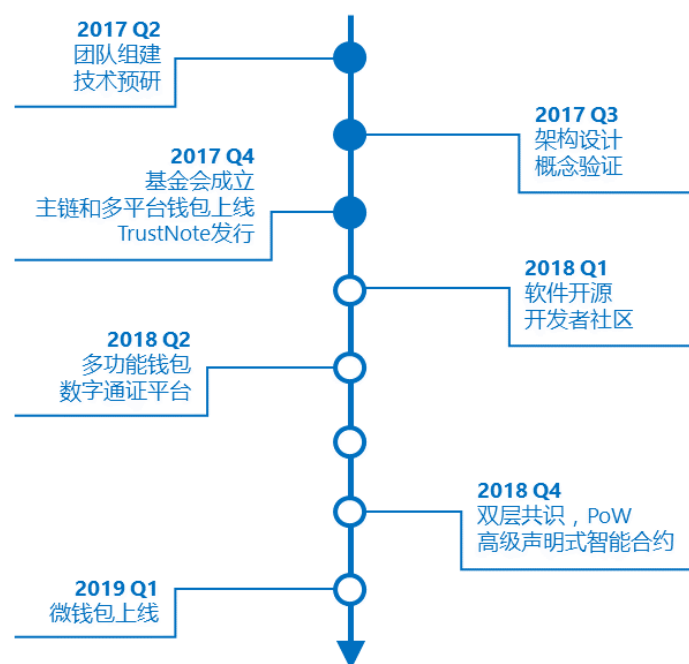 2017 Q2
团队组建
技术预研
2017 Q3
架构设计
概念验证
2017 Q4
基金会成立
主链和多平台钱包上线
TrustNote发行
2018 Q1
软件开源
开发者社区
2018 Q2
多功能钱包
数字通证平台
2018 Q4
双层共识，PoW
高级声明式智能合约
2019 Q1
微钱包上线